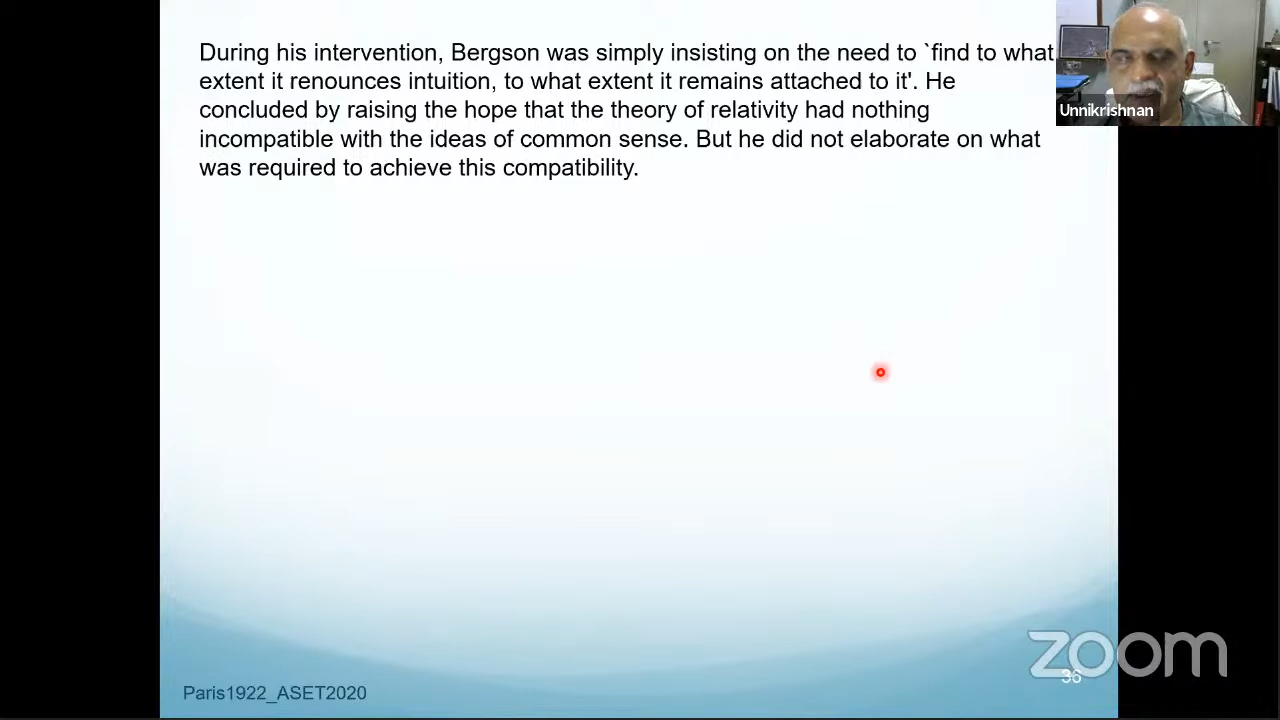 During his intervention, Bergson was simply insisting on the need to `find to what
extent it renounces intuition, to what extent it remains attached to it'. He
concluded by raising the hope that the theory of relativity had nothing
incompatible with the ideas of common sense. But he did not elaborate on what
was required to achieve this compatibility.
Unnikrishnan
zoom
36
Paris1922_ASET2020